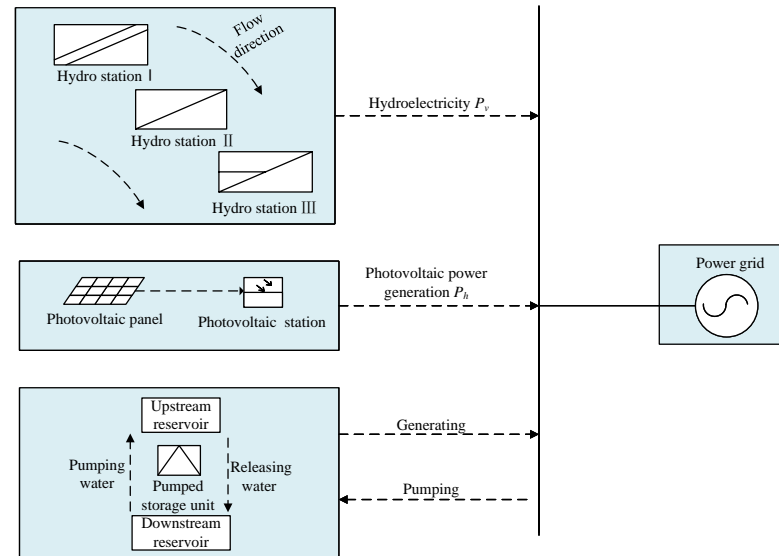 Flow
direction
Hydro station Ⅰ
Hydro station Ⅱ
Hydro station Ⅲ
Hydroelectricity Pv
Photovoltaic panel
Photovoltaic station
Photovoltaic power
generation Ph
Power grid
Upstream
reservoir
Pumping
water
Releasing
water
Pumped
storage unit
Downstream
reservoir
Generating
Pumping